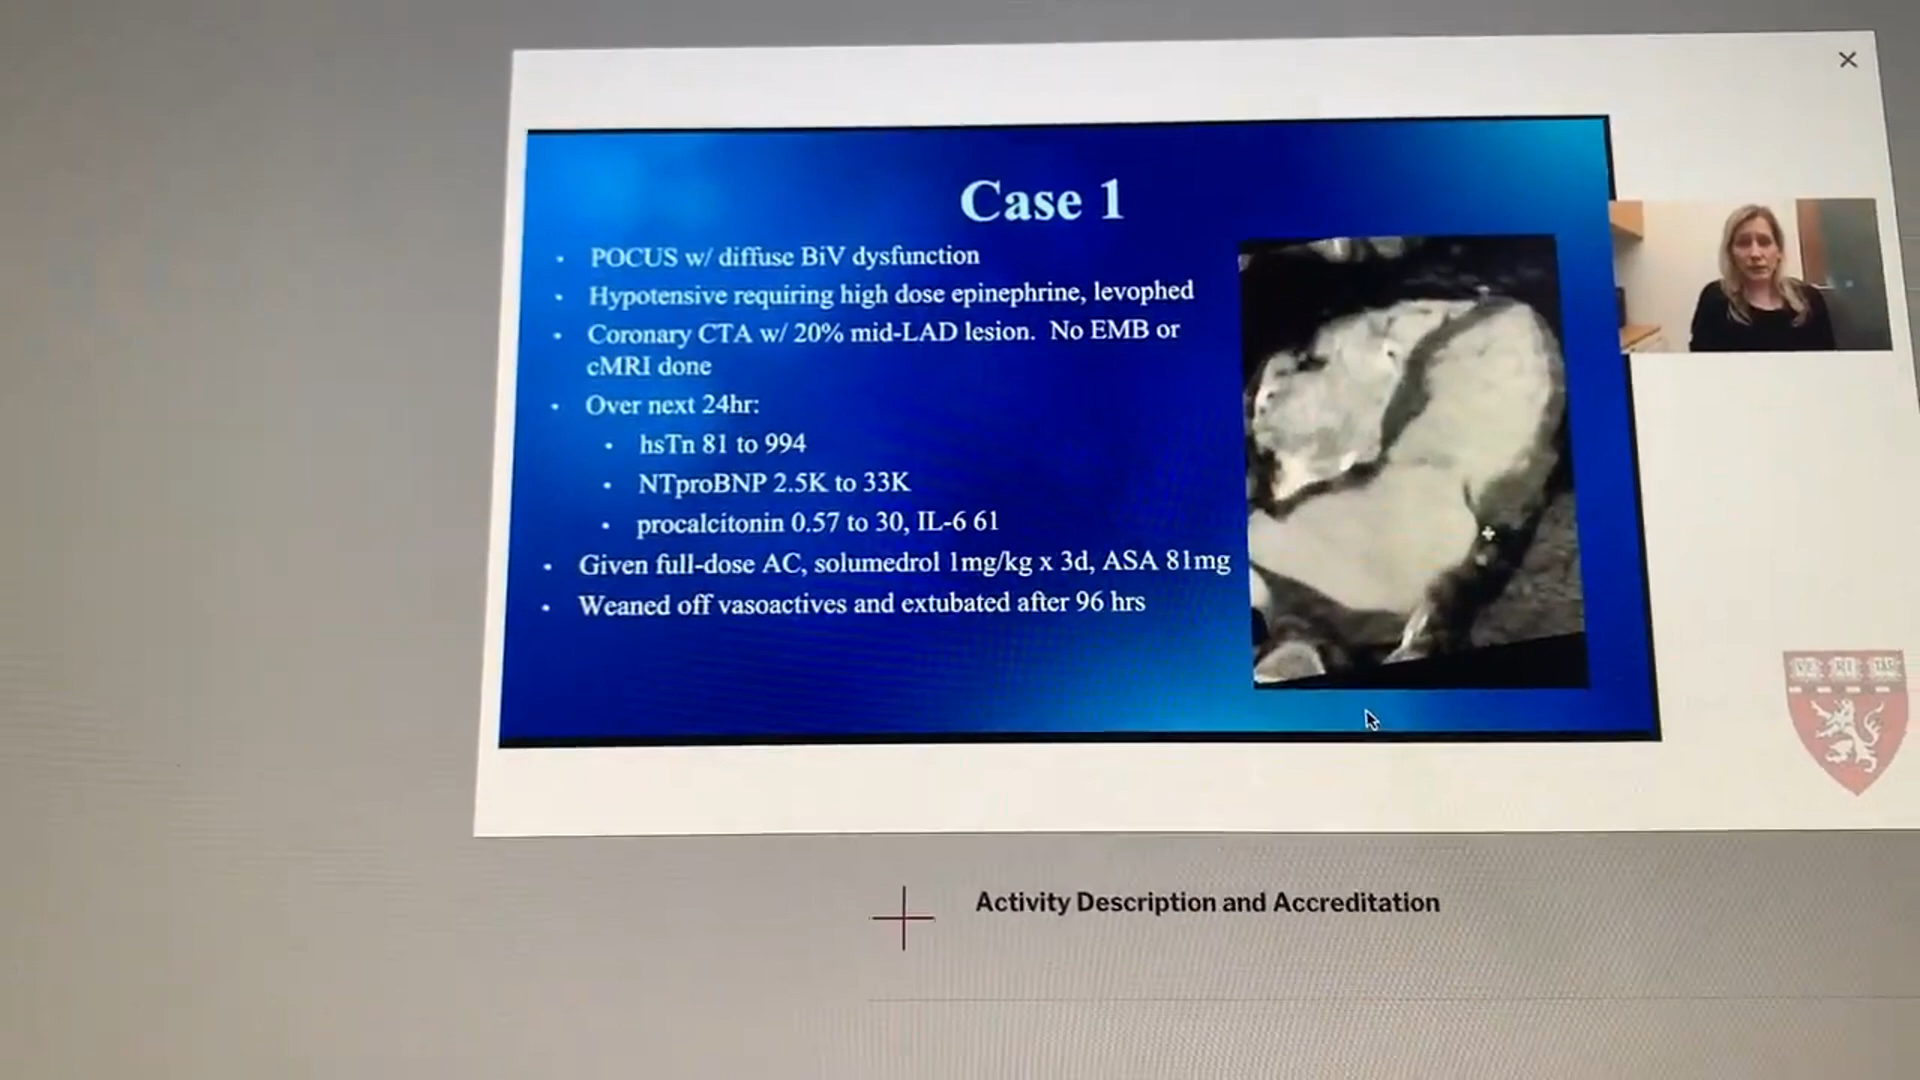 Case 1
• POCUS w/ diffuse BiV dysfunction
• Hypotensive requiring high dose epinephrine, levophed
• Coronary CTA w/ 20% mid-LAD lesion. No EMB or
cMRI done
• Over next 24hr:
• hsTn 81 to 994
• NTproBNP 2.5K to 33K
• procalcitonin 0.57 to 30, IL-6 61
• Given full-dose AC, solumedrol 1mg/kg x 3d, ASA 81mg
• Weaned off vasoactives and extubated after 96 hrs
VE RI TAS
Activity Description and Accreditation